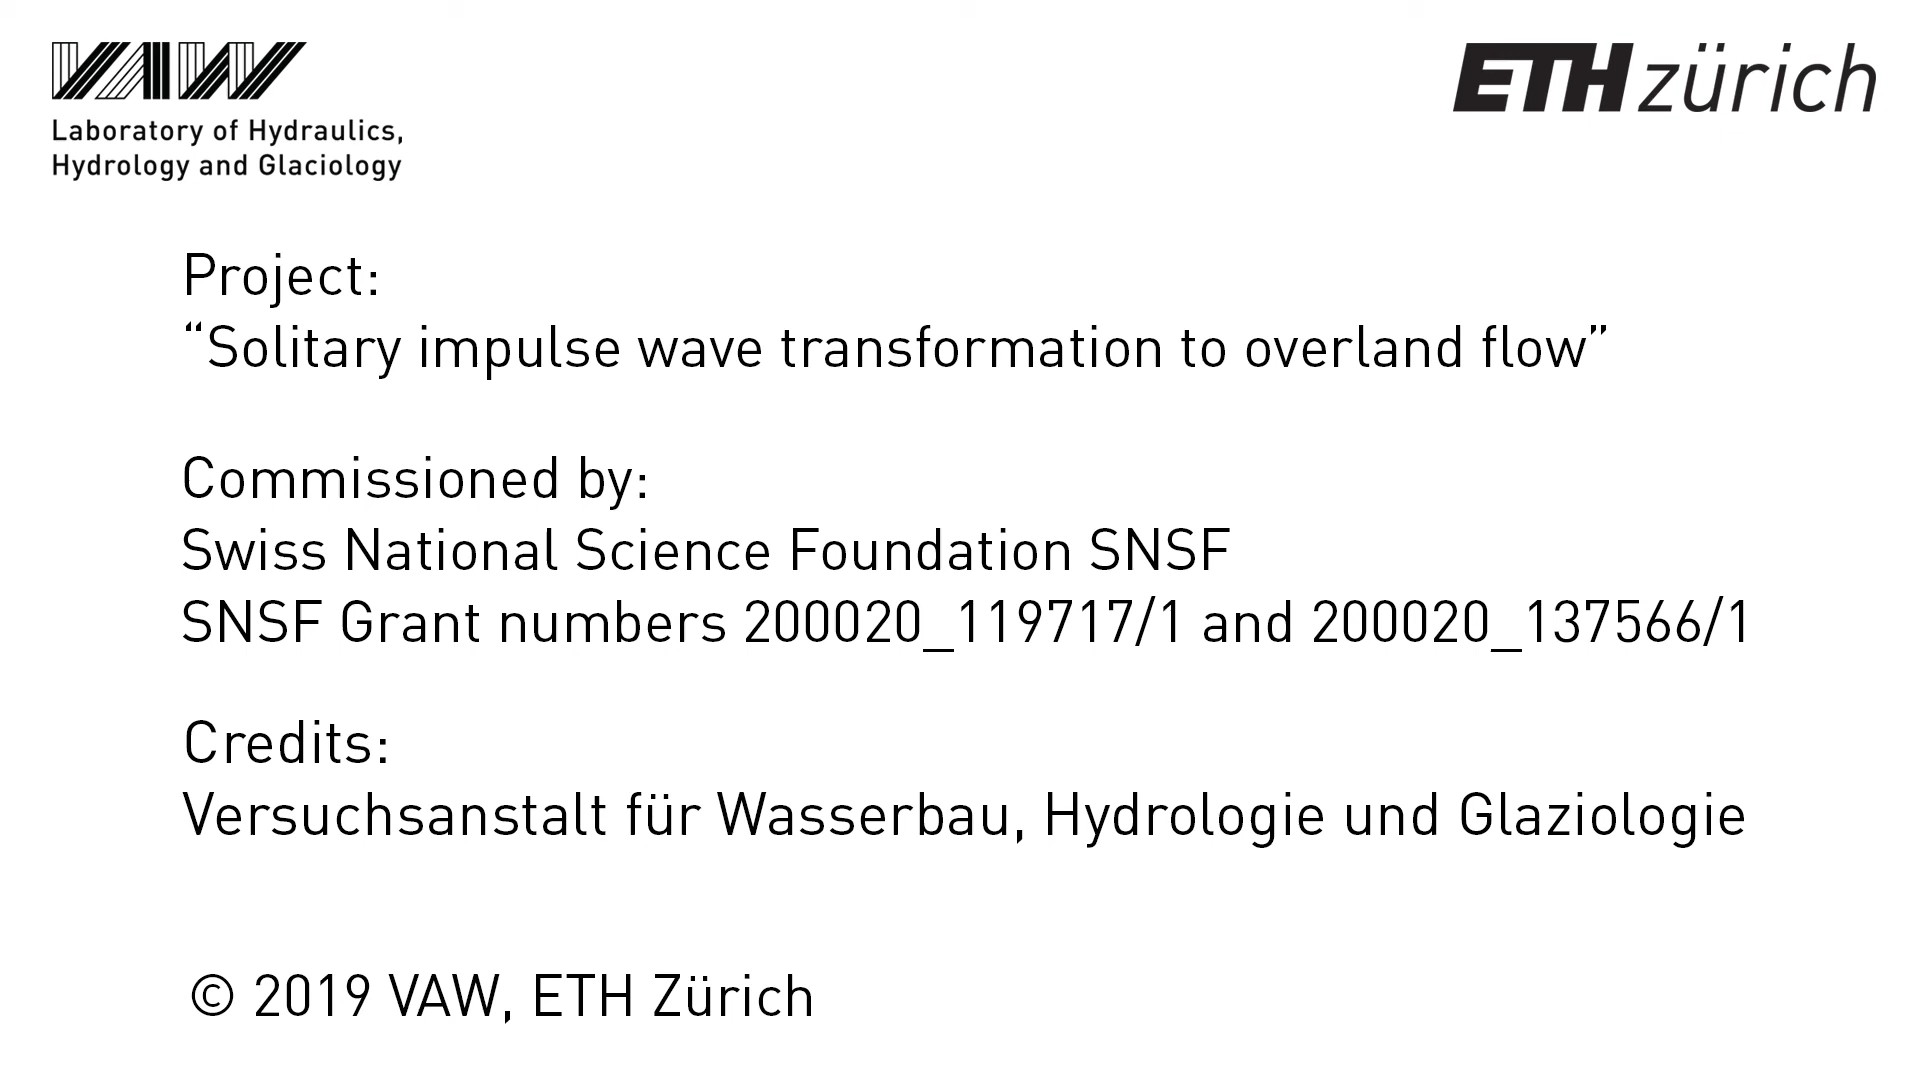 VAW
Laboratory of Hydraulics,
Hydrology and Glaciology
ETH zürich
Project:
“Solitary impulse wave transformation to overland flow”
Commissioned by:
Swiss National Science Foundation SNSF
SNSF Grant numbers 200020_119717/1 and 200020_137566/1
Credits:
Versuchsanstalt für Wasserbau, Hydrologie und Glaziologie
© 2019 VAW, ETH Zürich